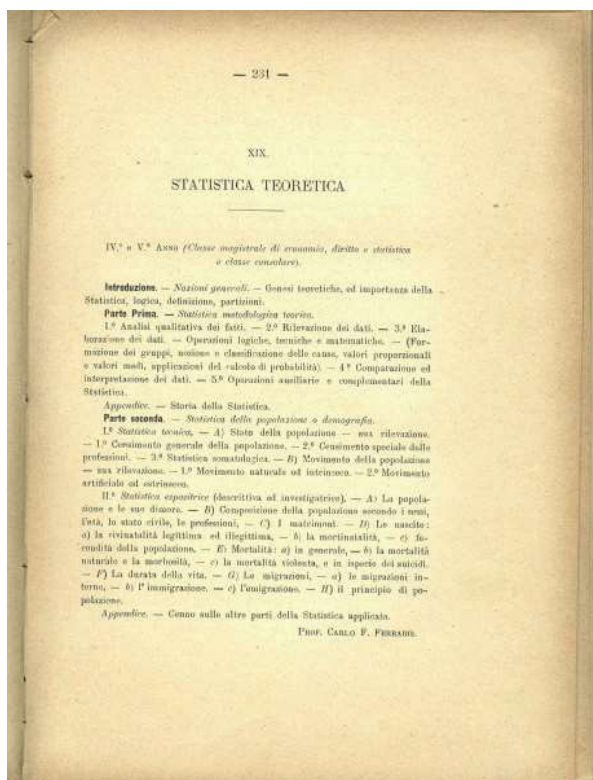 — 231 —
XIX.
STATISTICA TEORETICA
IV.º e V.º Anno (Classe magistrale di economia, diritto e statistica
e classe consolare).
Introduzione. — Nozioni generali. — Genesi teoretiche, ed importanza della
Statistica, logica, definizione, partizioni.
Parte Prima. — Statistica metodologica teorica.
1.º Analisi qualitativa dei fatti. — 2.º Rilevazione dei dati. — 3.º Ela-
borazione dei dati. — Operazioni logiche, tecniche e matematiche. — (For-
mazione dei gruppi, nozione e classificazione delle cause, valori proporzionali
e valori medi, applicazioni del calcolo di probabilità). — 4º Comparazione ed
interpretazione dei dati. — 5.º Operazioni ausiliarie e complementari della
Statistica.
Appendice. — Storia della Statistica.
Parte seconda. — Statistica della popolazione o demografia.
I.º Statistica tecnica, — A) Stato della popolazione — sua rilevazione.
— 1.º Censimento generale della popolazione. — 2.º Censimento speciale delle
professioni. — 3.º Statistica somatologica. — B) Movimento della popolazione
— sua rilevazione. — 1.º Movimento naturale od intrinseco. — 2.º Movimento
artificiale od estrinseco.
II.º Statistica espositrice (descrittiva ed investigatrice). — A) La popola-
zione e le sue dimore. — B) Composizione della popolazione secondo i sessi,
l'età, lo stato civile, le professioni, — C) I matrimoni. — D) Le nascite:
a) la vivinatalità legittima ed illegittima, — b) la mortinatalità, — c) fe-
condità della popolazione. — E) Mortalità: a) in generale, — b) la mortalità
naturale e la morbosità, — c) la mortalità violenta, e in ispecie dei suicidi.
— F) La durata della vita. — G) Le migrazioni, — a) le migrazioni in-
terne, — b) l'immigrazione. — c) l'emigrazione. — H) il principio di po-
polazione.
Appendice. — Cenno sulle altre parti della Statistica applicata.
Prof. Carlo F. Ferraris.